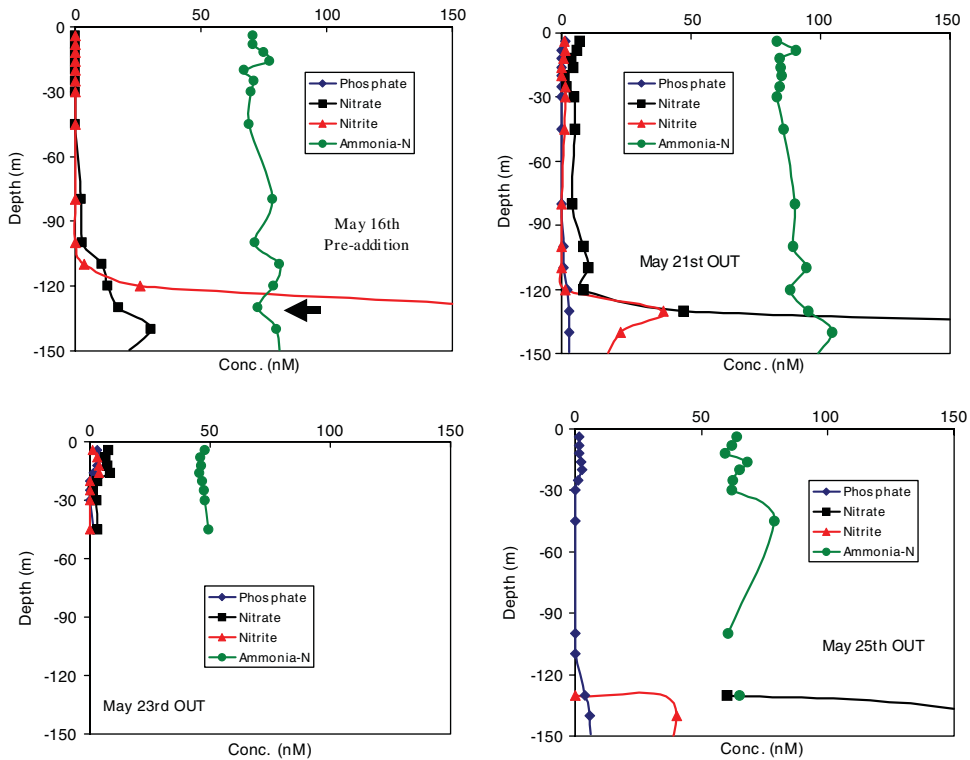 0 50 100 150
0
-30
-60
-90
-120
-150
Depth (m)
Phosphate
Nitrate
Nitrite
Ammonia-N
May 16th
Pre-addition
Conc. (nM)
0 50 100 150
0
-30
-60
-90
-120
-150
Depth (m)
Phosphate
Nitrate
Nitrite
Ammonia-N
May 21st OUT
Conc. (nM)
0 50 100 150
0
-30
-60
-90
-120
-150
Depth (m)
Phosphate
Nitrate
Nitrite
Ammonia-N
May 23rd OUT
Conc. (nM)
0 50 100 150
0
-30
-60
-90
-120
-150
Depth (m)
Phosphate
Nitrate
Nitrite
Ammonia-N
May 25th OUT
Conc. (nM)